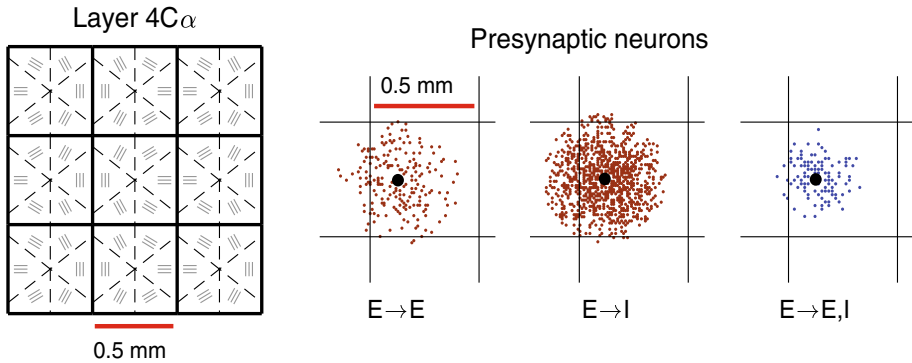 Layer 4Cα
Presynaptic neurons
0.5 mm
E→E
E→I
E→E,I
0.5 mm